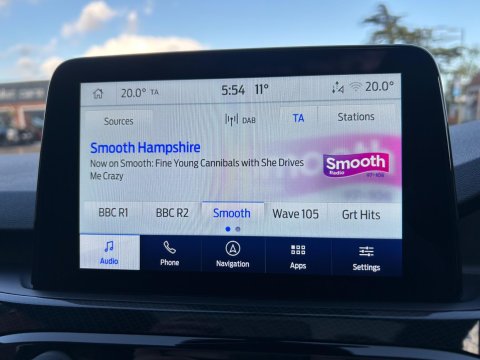 20.0° TA 5:54 11° 20.0°
Sources DAB TA Stations
Smooth Hampshire
Now on Smooth: Fine Young Cannibals with She Drives
Me Crazy
Smooth
Radio
97-108
BBC R1 BBC R2 Smooth Wave 105 Grt Hits
Audio Phone Navigation Apps Settings